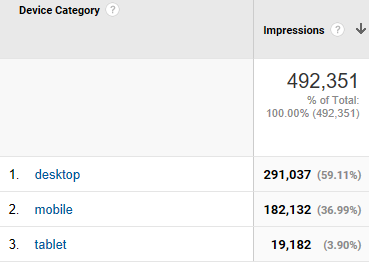 Device Category ?
Impressions ?
492,351
% of Total:
100.00% (492,351)
1. desktop 291,037 (59.11%)
2. mobile 182,132 (36.99%)
3. tablet 19,182 (3.90%)